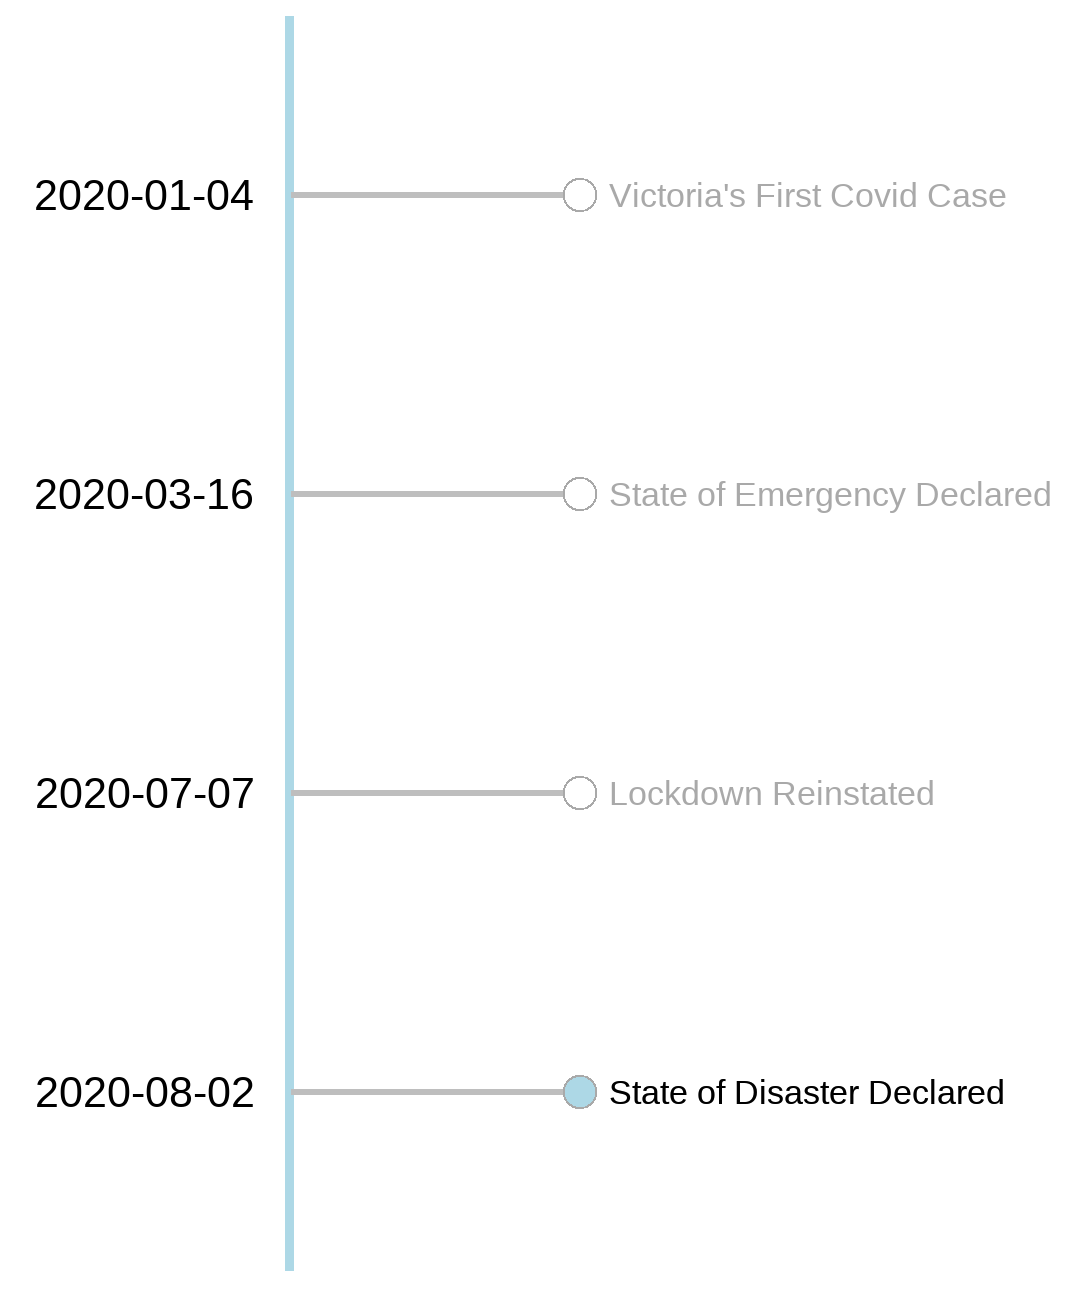 2020-01-04 Victoria's First Covid Case
2020-03-16 State of Emergency Declared
2020-07-07 Lockdown Reinstated
2020-08-02 State of Disaster Declared